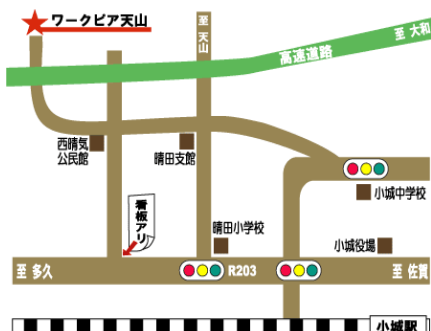 ワークピア天山
至天山
高速道路
至大和
西晴気
公民館
晴田支館
小城中学校
看板アリ
晴田小学校
小城役場
至多久
R203
至佐賀
小城駅